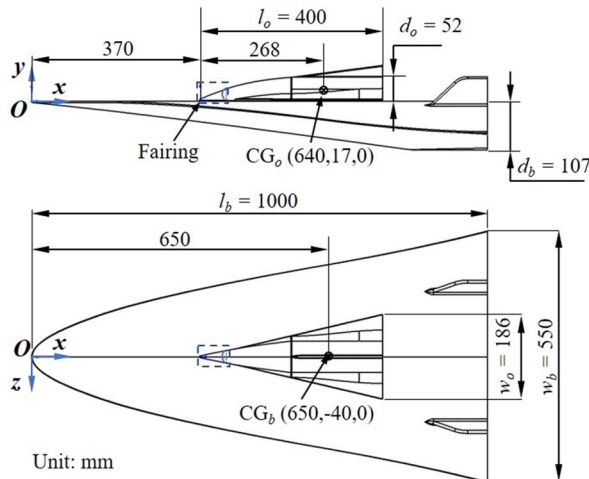 l_o = 400
d_o = 52
370
268
y
x
O
Fairing
CG_o (640,17,0)
d_b = 107
l_b = 1000
650
O
x
z
w_o = 186
w_b = 550
CG_b (650,-40,0)
Unit: mm